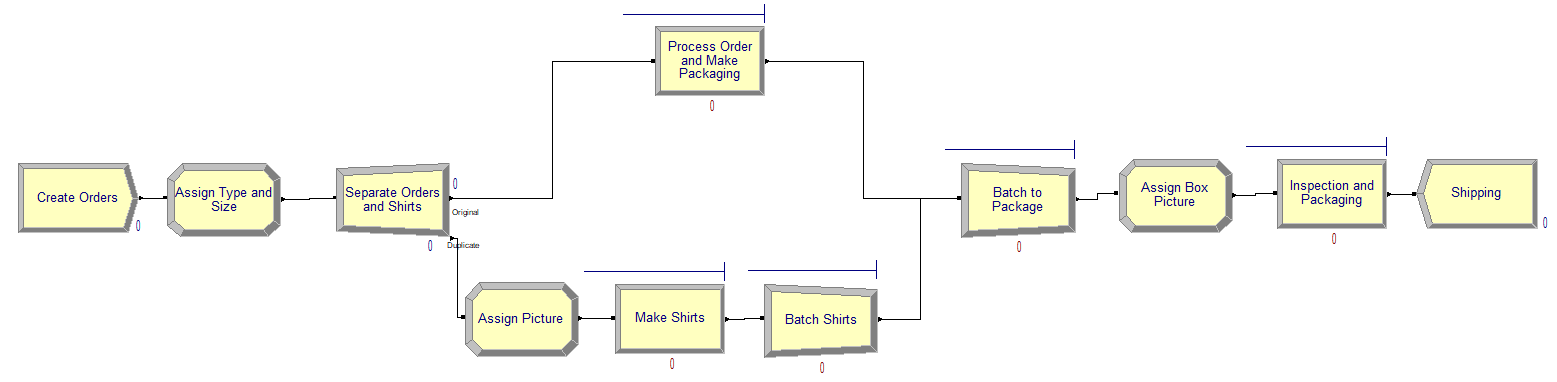 Process Order
and Make
Packaging
0
Create Orders
0
Assign Type and
Size
Separate Orders
and Shirts
0
Original
0
Duplicate
Assign Picture
Make Shirts
0
Batch Shirts
0
Batch to
Package
0
Assign Box
Picture
Inspection and
Packaging
0
Shipping
0